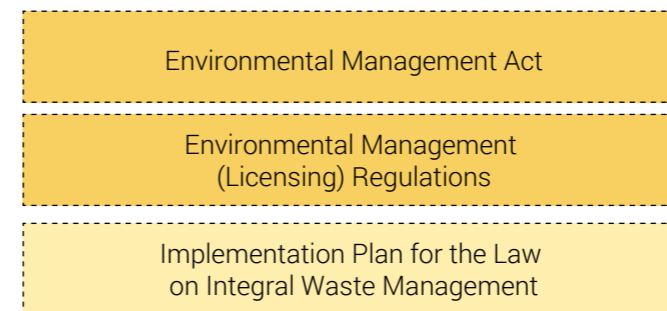 Environmental Management Act
Environmental Management
(Licensing) Regulations
Implementation Plan for the Law
on Integral Waste Management